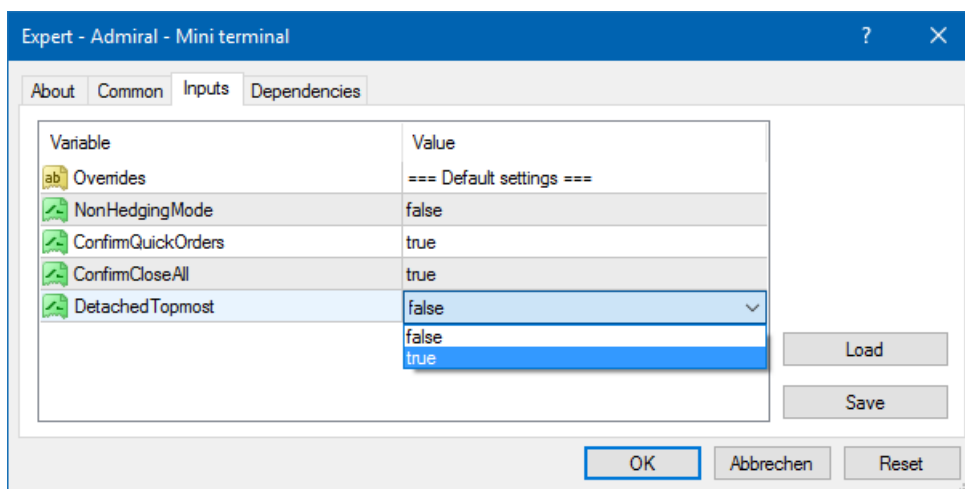 Expert - Admiral - Mini terminal ?
About Common Inputs Dependencies
Variable Value
ab Overrides === Default settings ===
NonHedgingMode false
ConfirmQuickOrders true
ConfirmCloseAll true
DetachedTopmost false
false
true
Load
Save
OK Abbrechen Reset